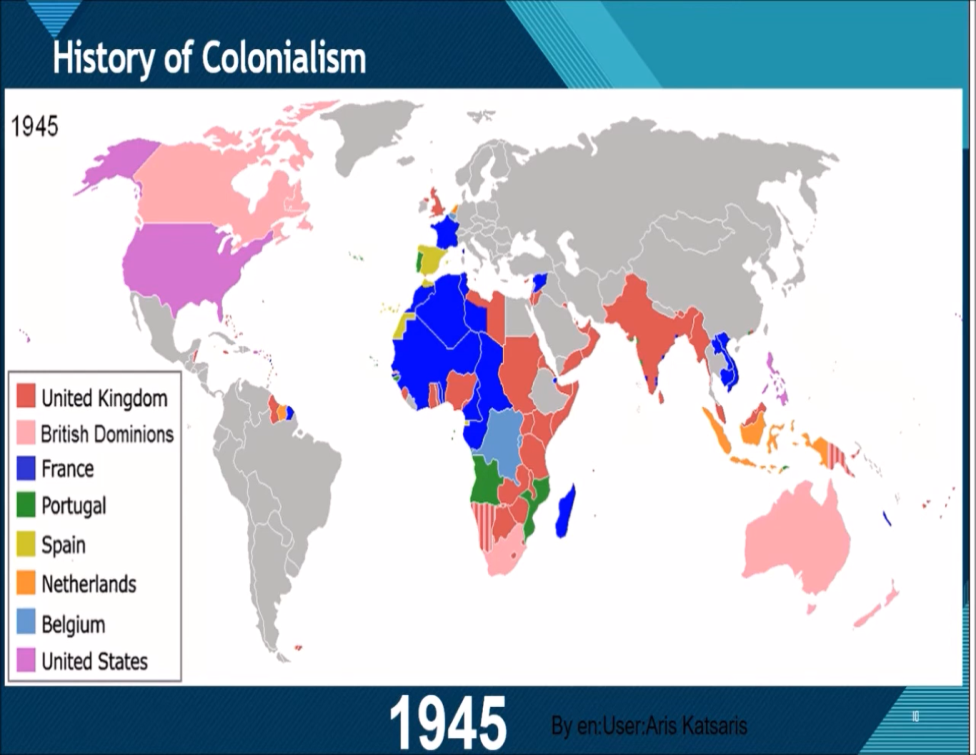 History of Colonialism
1945
United Kingdom
British Dominions
France
Portugal
Spain
Netherlands
Belgium
United States
1945
By en:User:Aris Katsaris